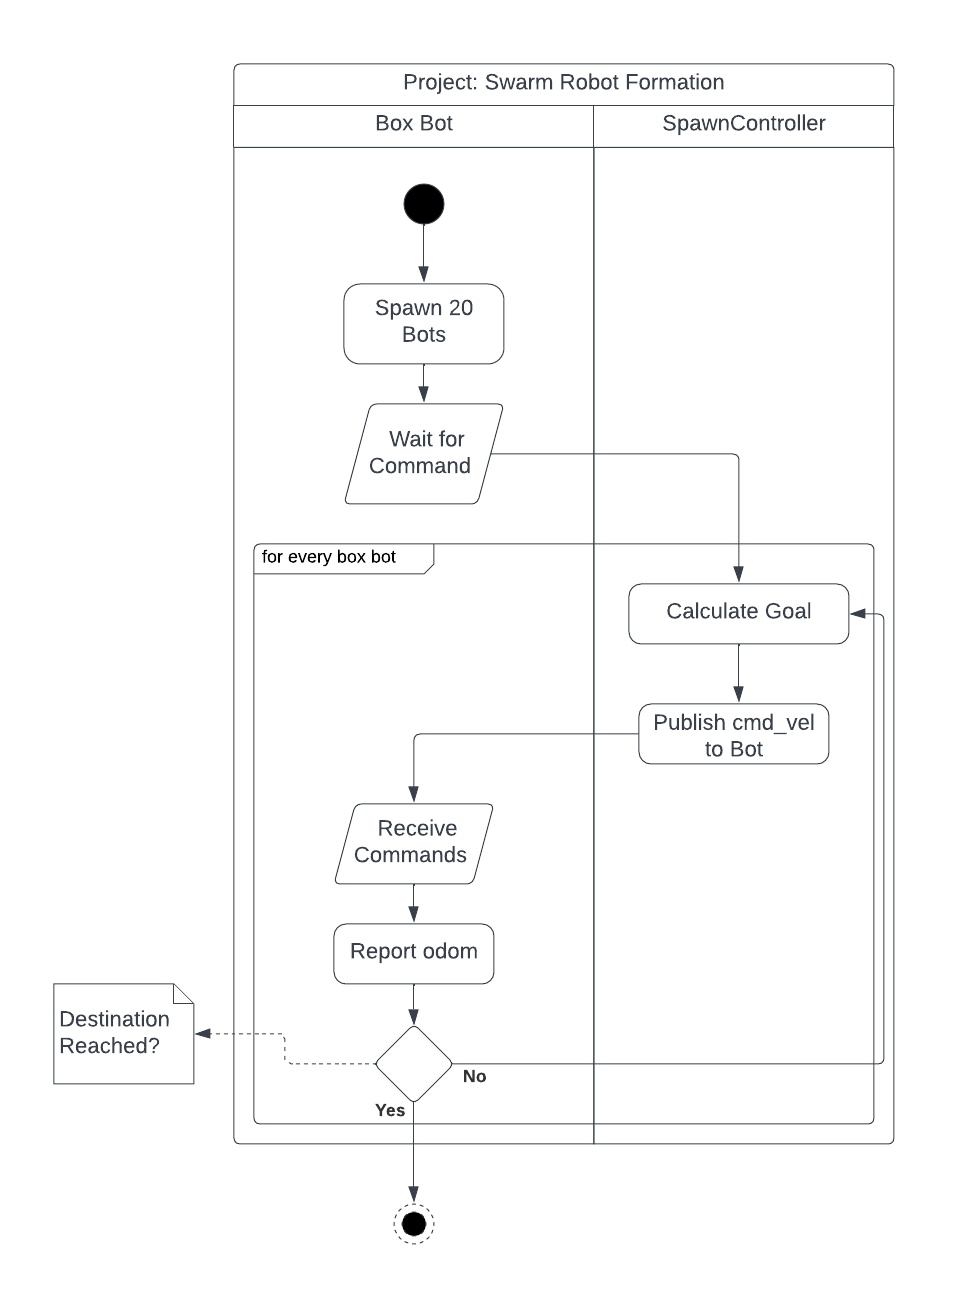 Project: Swarm Robot Formation
Box Bot
SpawnController
Spawn 20
Bots
Wait for
Command
for every box bot
Calculate Goal
Publish cmd_vel
to Bot
Receive
Commands
Report odom
Destination
Reached?
No
Yes